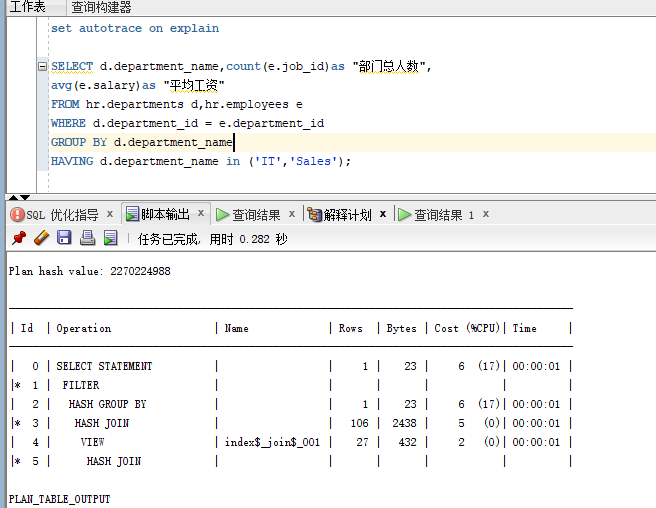 工作表 查询构建器
set autotrace on explain
SELECT d.department_name,count(e.job_id)as "部门总人数",
avg(e.salary)as "平均工资"
FROM hr.departments d,hr.employees e
WHERE d.department_id = e.department_id
GROUP BY d.department_name
HAVING d.department_name in ('IT','Sales');
SQL 优化指导 × 脚本输出 × 查询结果 × 解释计划 × 查询结果 1 ×
任务已完成, 用时 0.282 秒
Plan hash value: 2270224988
| Id | Operation | Name | Rows | Bytes | Cost (%CPU)| Time |
| 0 | SELECT STATEMENT | | 1 | 23 | 6 (17)| 00:00:01 |
|* 1 | FILTER | | | | | |
| 2 | HASH GROUP BY | | 1 | 23 | 6 (17)| 00:00:01 |
|* 3 | HASH JOIN | | 106 | 2438 | 5 (0)| 00:00:01 |
| 4 | VIEW | index$_join$_001 | 27 | 432 | 2 (0)| 00:00:01 |
|* 5 | HASH JOIN | | | | | |
PLAN_TABLE_OUTPUT